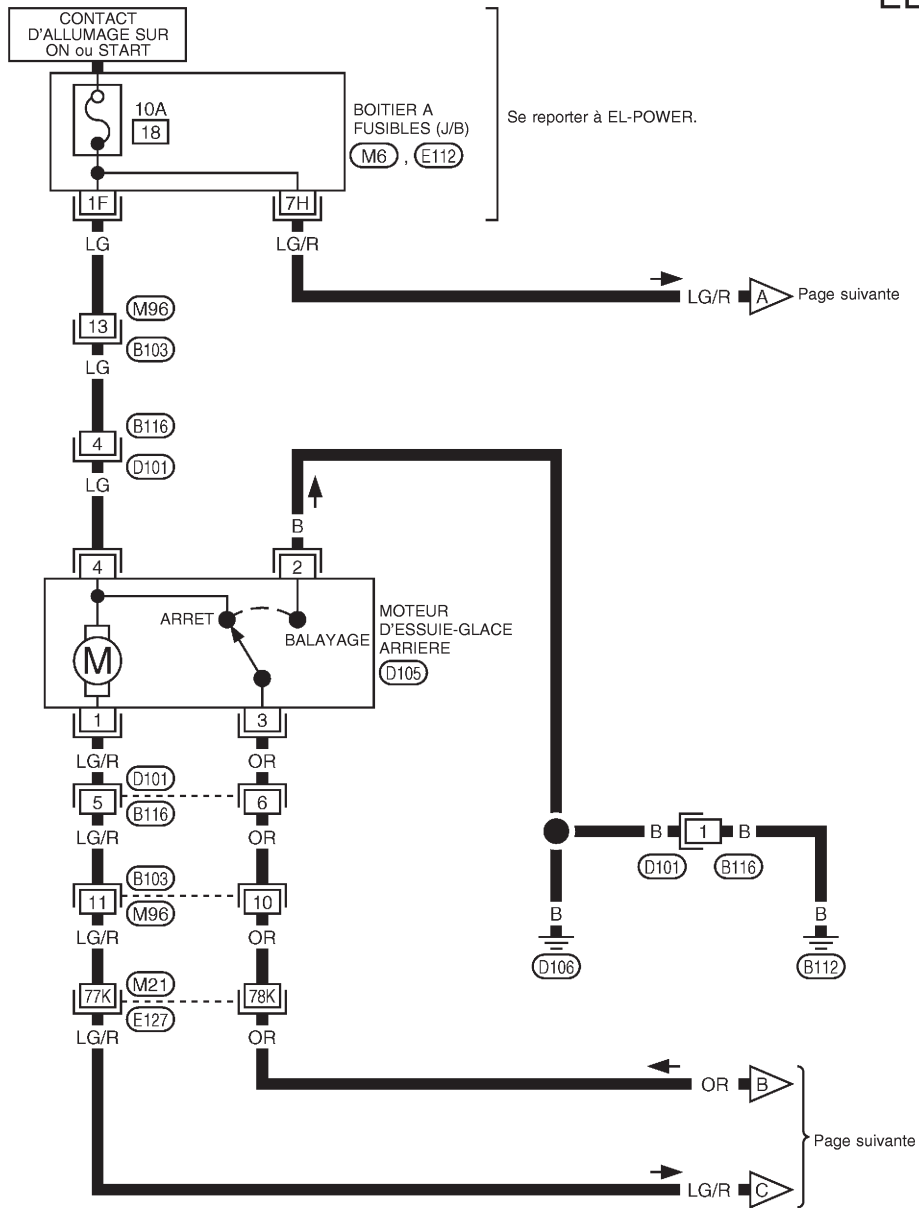 EL
CONTACT
D'ALLUMAGE SUR
ON ou START
10A
18
BOITIER A
FUSIBLES (J/B)
M6 , E112
Se reporter à EL-POWER.
1F
7H
LG
LG/R
LG/R
A
Page suivante
M96
13
B103
LG
B116
4
D101
LG
B
4
2
ARRET
BALAYAGE
MOTEUR
D'ESSUIE-GLACE
ARRIERE
D105
M
1
3
LG/R
OR
D101
5
6
B116
LG/R
OR
B
1
B
D101
B116
B103
11
10
M96
B
B
LG/R
OR
D106
B112
M21
77K
78K
E127
LG/R
OR
OR
B
Page suivante
LG/R
C